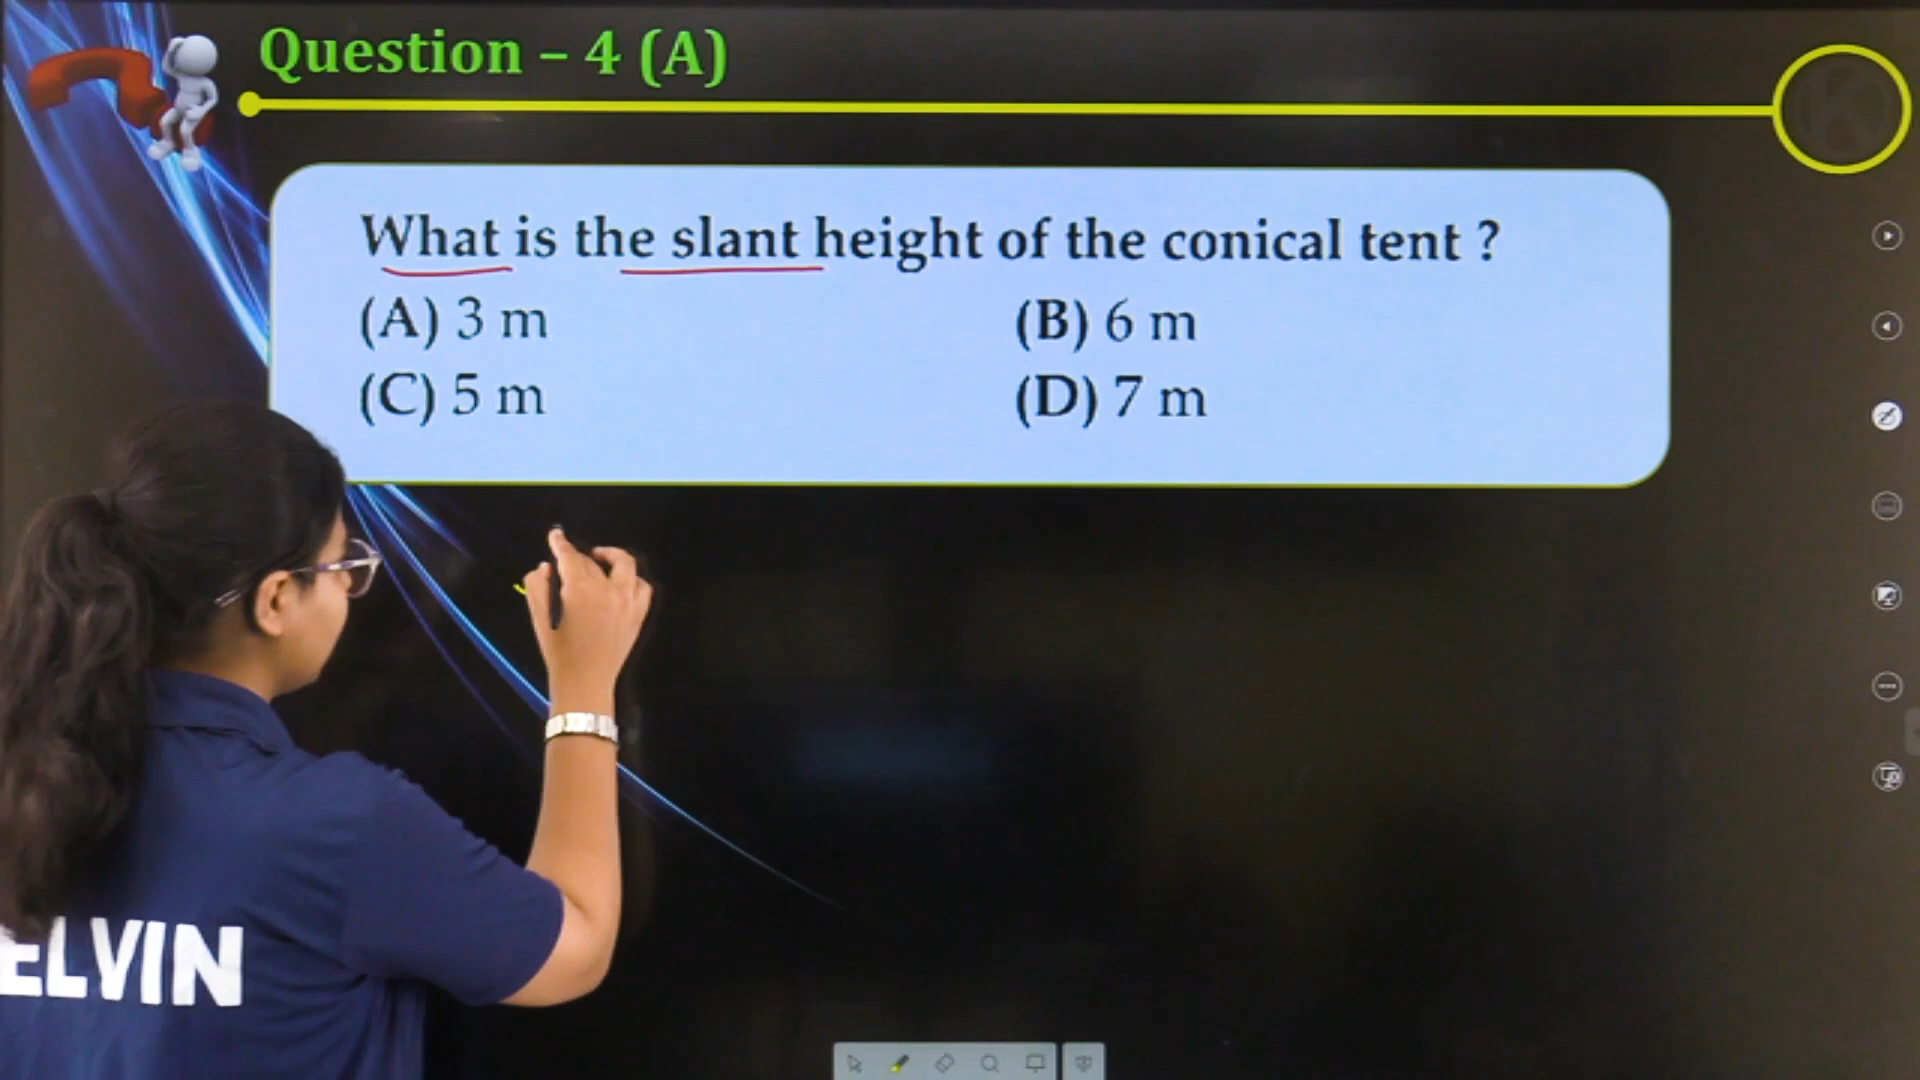 Question – 4 (A)
What is the slant height of the conical tent ?
(A) 3 m
(B) 6 m
(C) 5 m
(D) 7 m
ELVIN